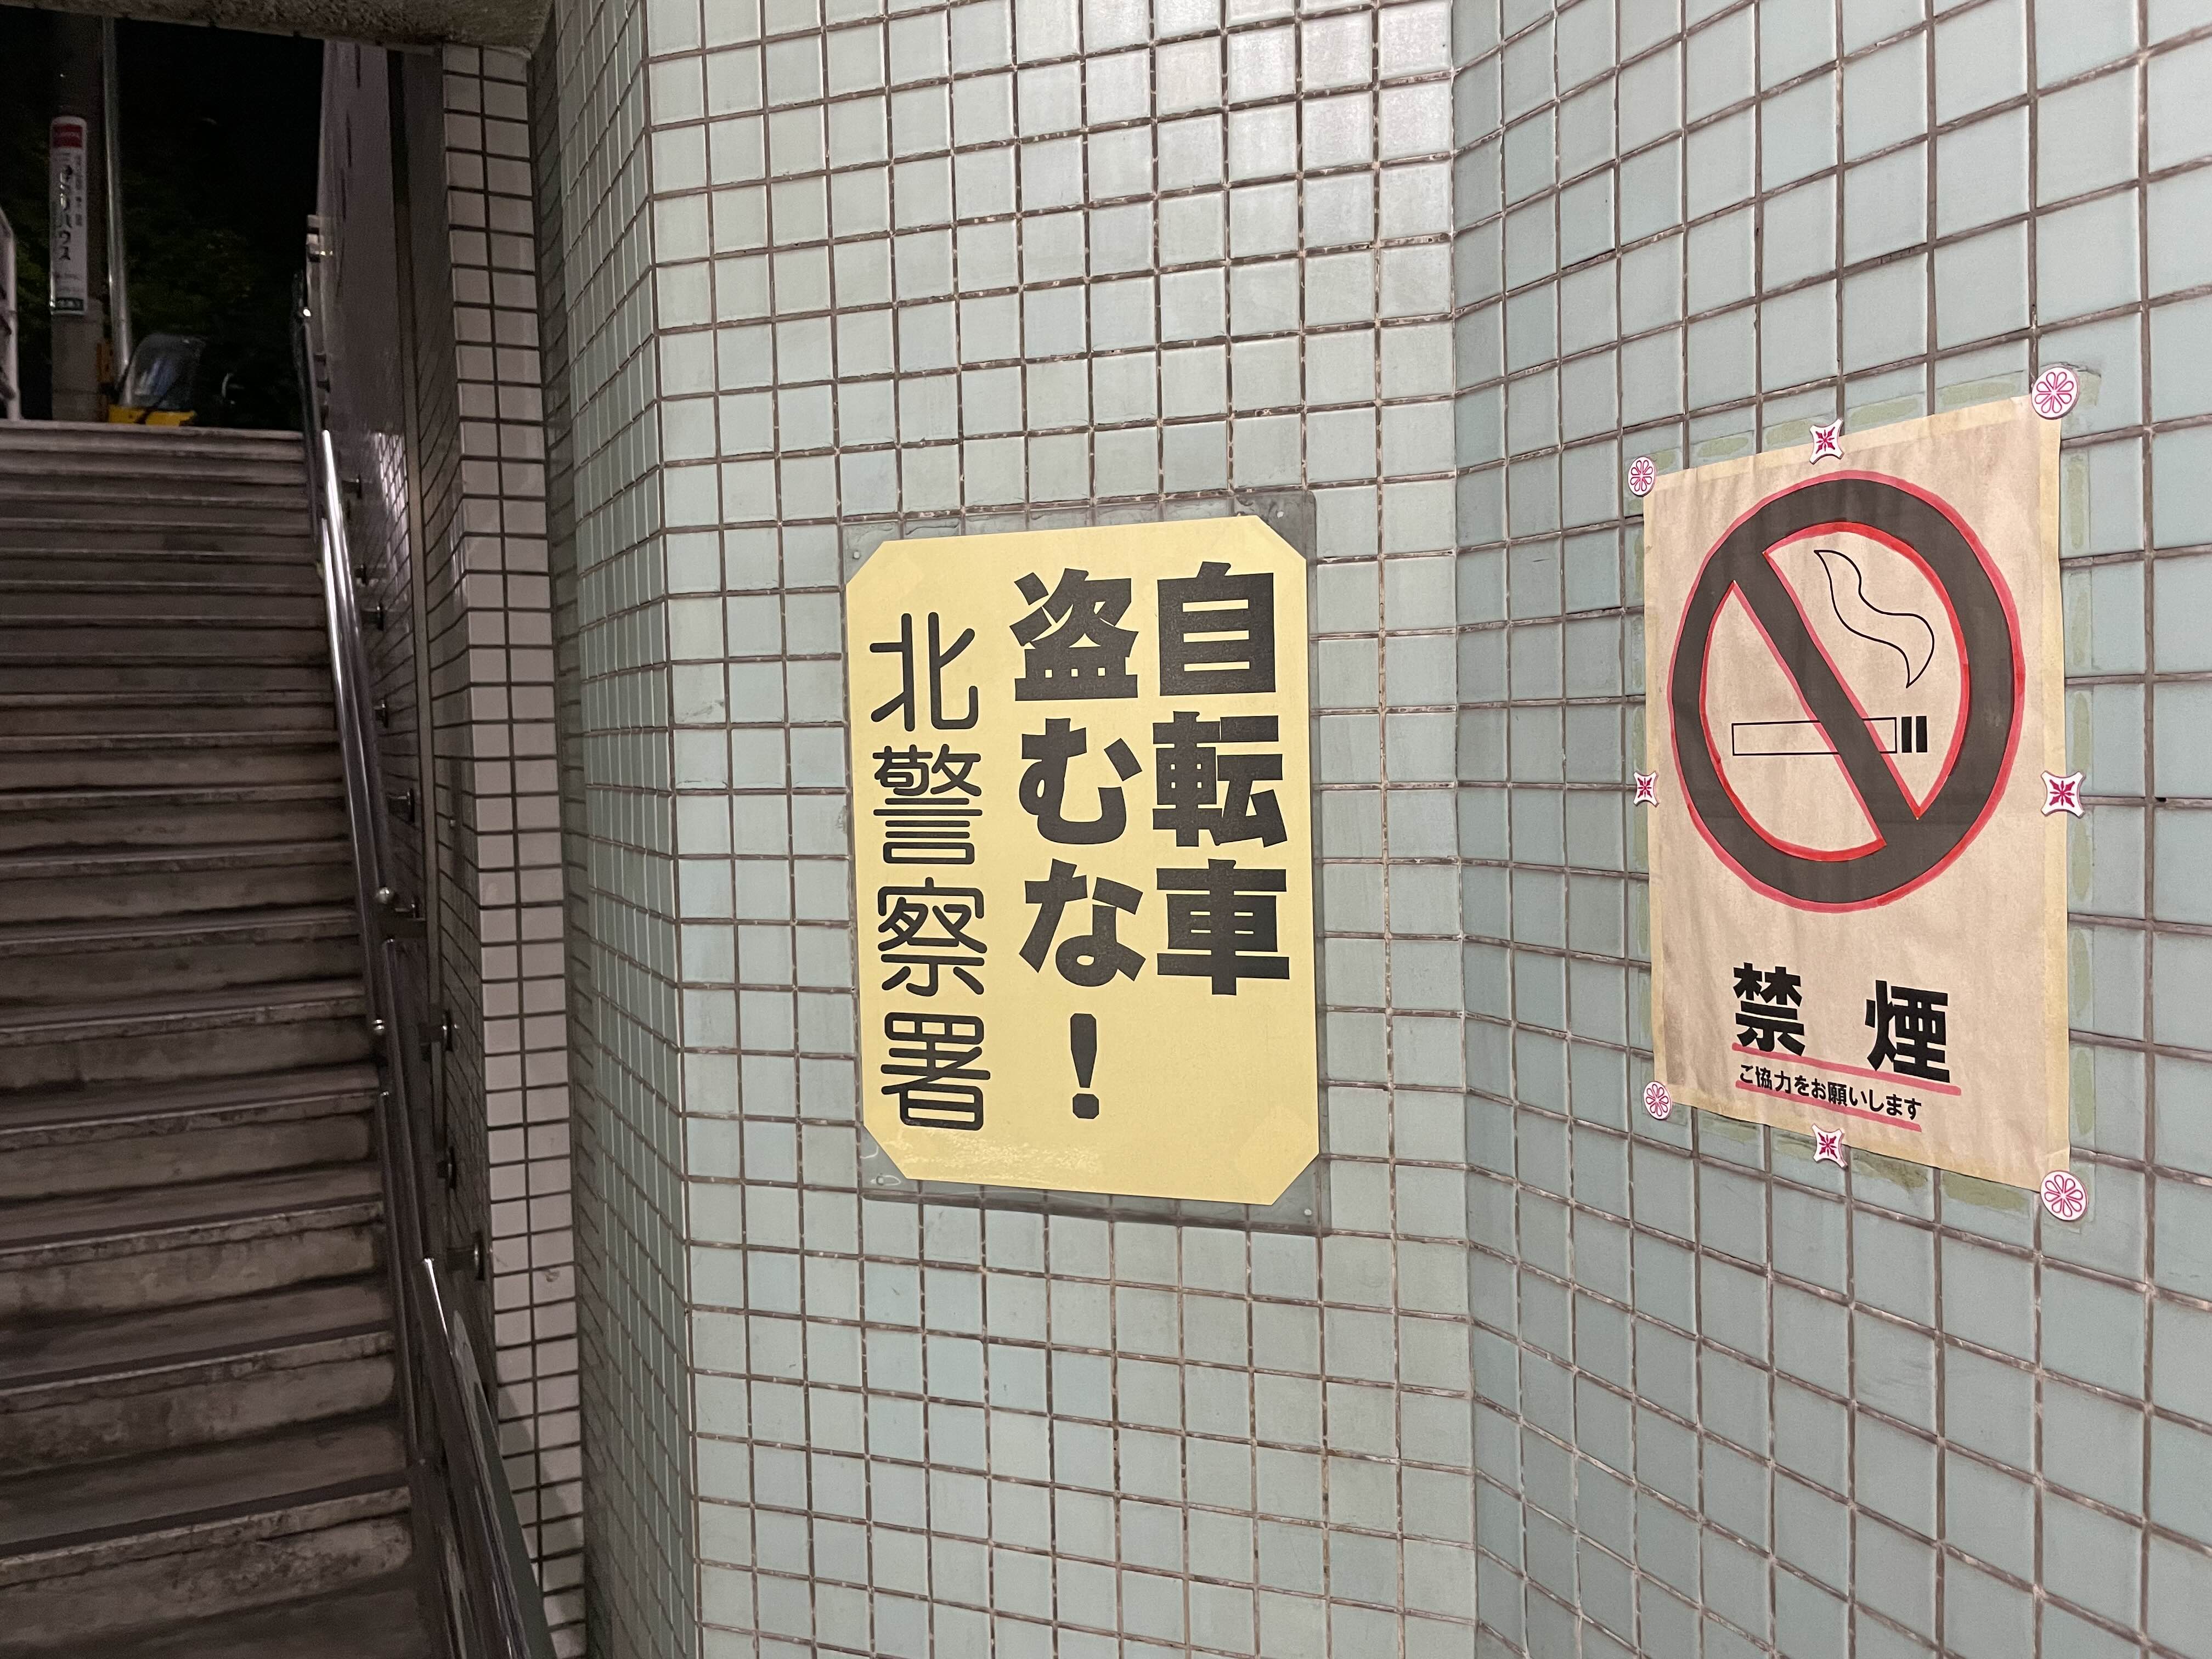 自転車
盗むな！
北警察署
禁煙
ご協力をお願いします